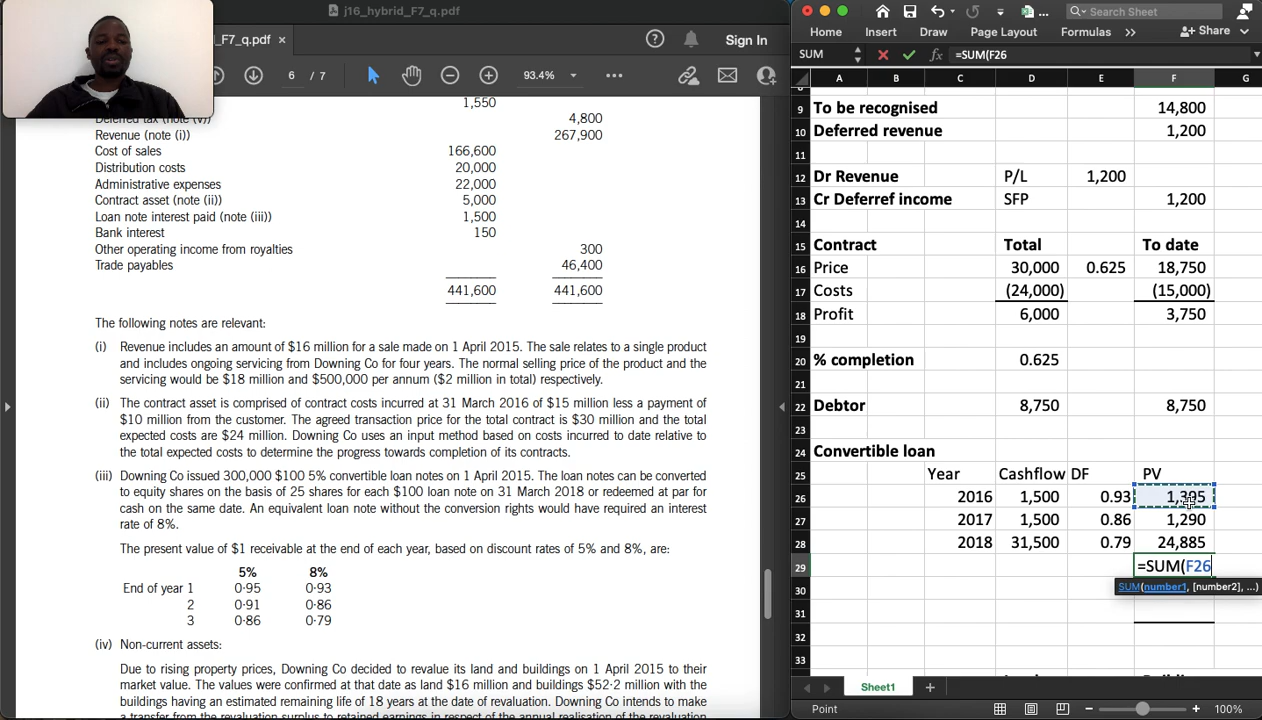 j16_hybrid_F7_q.pdf
_F7_q.pdf ×
Sign In
6 / 7
93.4%
1,550
Deferred tax (note (v)) 4,800
Revenue (note (i)) 267,900
Cost of sales 166,600
Distribution costs 20,000
Administrative expenses 22,000
Contract asset (note (ii)) 5,000
Loan note interest paid (note (iii)) 1,500
Bank interest 150
Other operating income from royalties 300
Trade payables 46,400
441,600 441,600
The following notes are relevant:
(i) Revenue includes an amount of $16 million for a sale made on 1 April 2015. The sale relates to a single product
and includes ongoing servicing from Downing Co for four years. The normal selling price of the product and the
servicing would be $18 million and $500,000 per annum ($2 million in total) respectively.
(ii) The contract asset is comprised of contract costs incurred at 31 March 2016 of $15 million less a payment of
$10 million from the customer. The agreed transaction price for the total contract is $30 million and the total
expected costs are $24 million. Downing Co uses an input method based on costs incurred to date relative to
the total expected costs to determine the progress towards completion of its contracts.
(iii) Downing Co issued 300,000 $100 5% convertible loan notes on 1 April 2015. The loan notes can be converted
to equity shares on the basis of 25 shares for each $100 loan note on 31 March 2018 or redeemed at par for
cash on the same date. An equivalent loan note without the conversion rights would have required an interest
rate of 8%.
The present value of $1 receivable at the end of each year, based on discount rates of 5% and 8%, are:
5% 8%
End of year 1 0·95 0·93
2 0·91 0·86
3 0·86 0·79
(iv) Non-current assets:
Due to rising property prices, Downing Co decided to revalue its land and buildings on 1 April 2015 to their
market value. The values were confirmed at that date as land $16 million and buildings $52·2 million with the
buildings having an estimated remaining life of 18 years at the date of revaluation. Downing Co intends to make
a transfer from the revaluation surplus to retained earnings in respect of the annual realisation of the revaluation
... Search Sheet
Home Insert Draw Page Layout Formulas >> Share
SUM fx =SUM(F26
A B C D E F G
9 To be recognised 14,800
10 Deferred revenue 1,200
11
12 Dr Revenue P/L 1,200
13 Cr Deferref income SFP 1,200
14
15 Contract Total To date
16 Price 30,000 0.625 18,750
17 Costs (24,000) (15,000)
18 Profit 6,000 3,750
19
20 % completion 0.625
21
22 Debtor 8,750 8,750
23
24 Convertible loan
25 Year Cashflow DF PV
26 2016 1,500 0.93 1,395
27 2017 1,500 0.86 1,290
28 2018 31,500 0.79 24,885
29 =SUM(F26
SUM(number1, [number2], ...)
30
31
32
33
Sheet1 +
Point 100%